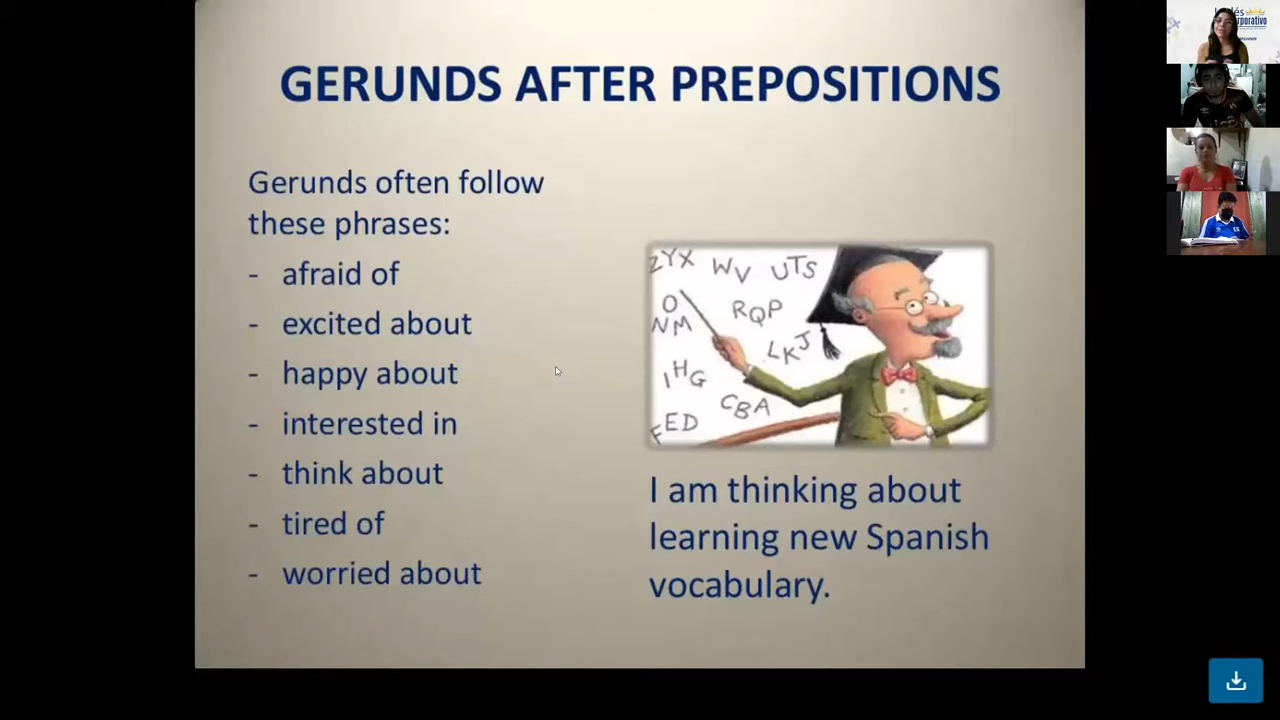 GERUNDS AFTER PREPOSITIONS
Gerunds often follow
these phrases:
- afraid of
- excited about
- happy about
- interested in
- think about
- tired of
- worried about
ZYX WV UTS
O
NM RQP
LKJ
IHG
CBA
FED
I am thinking about
learning new Spanish
vocabulary.